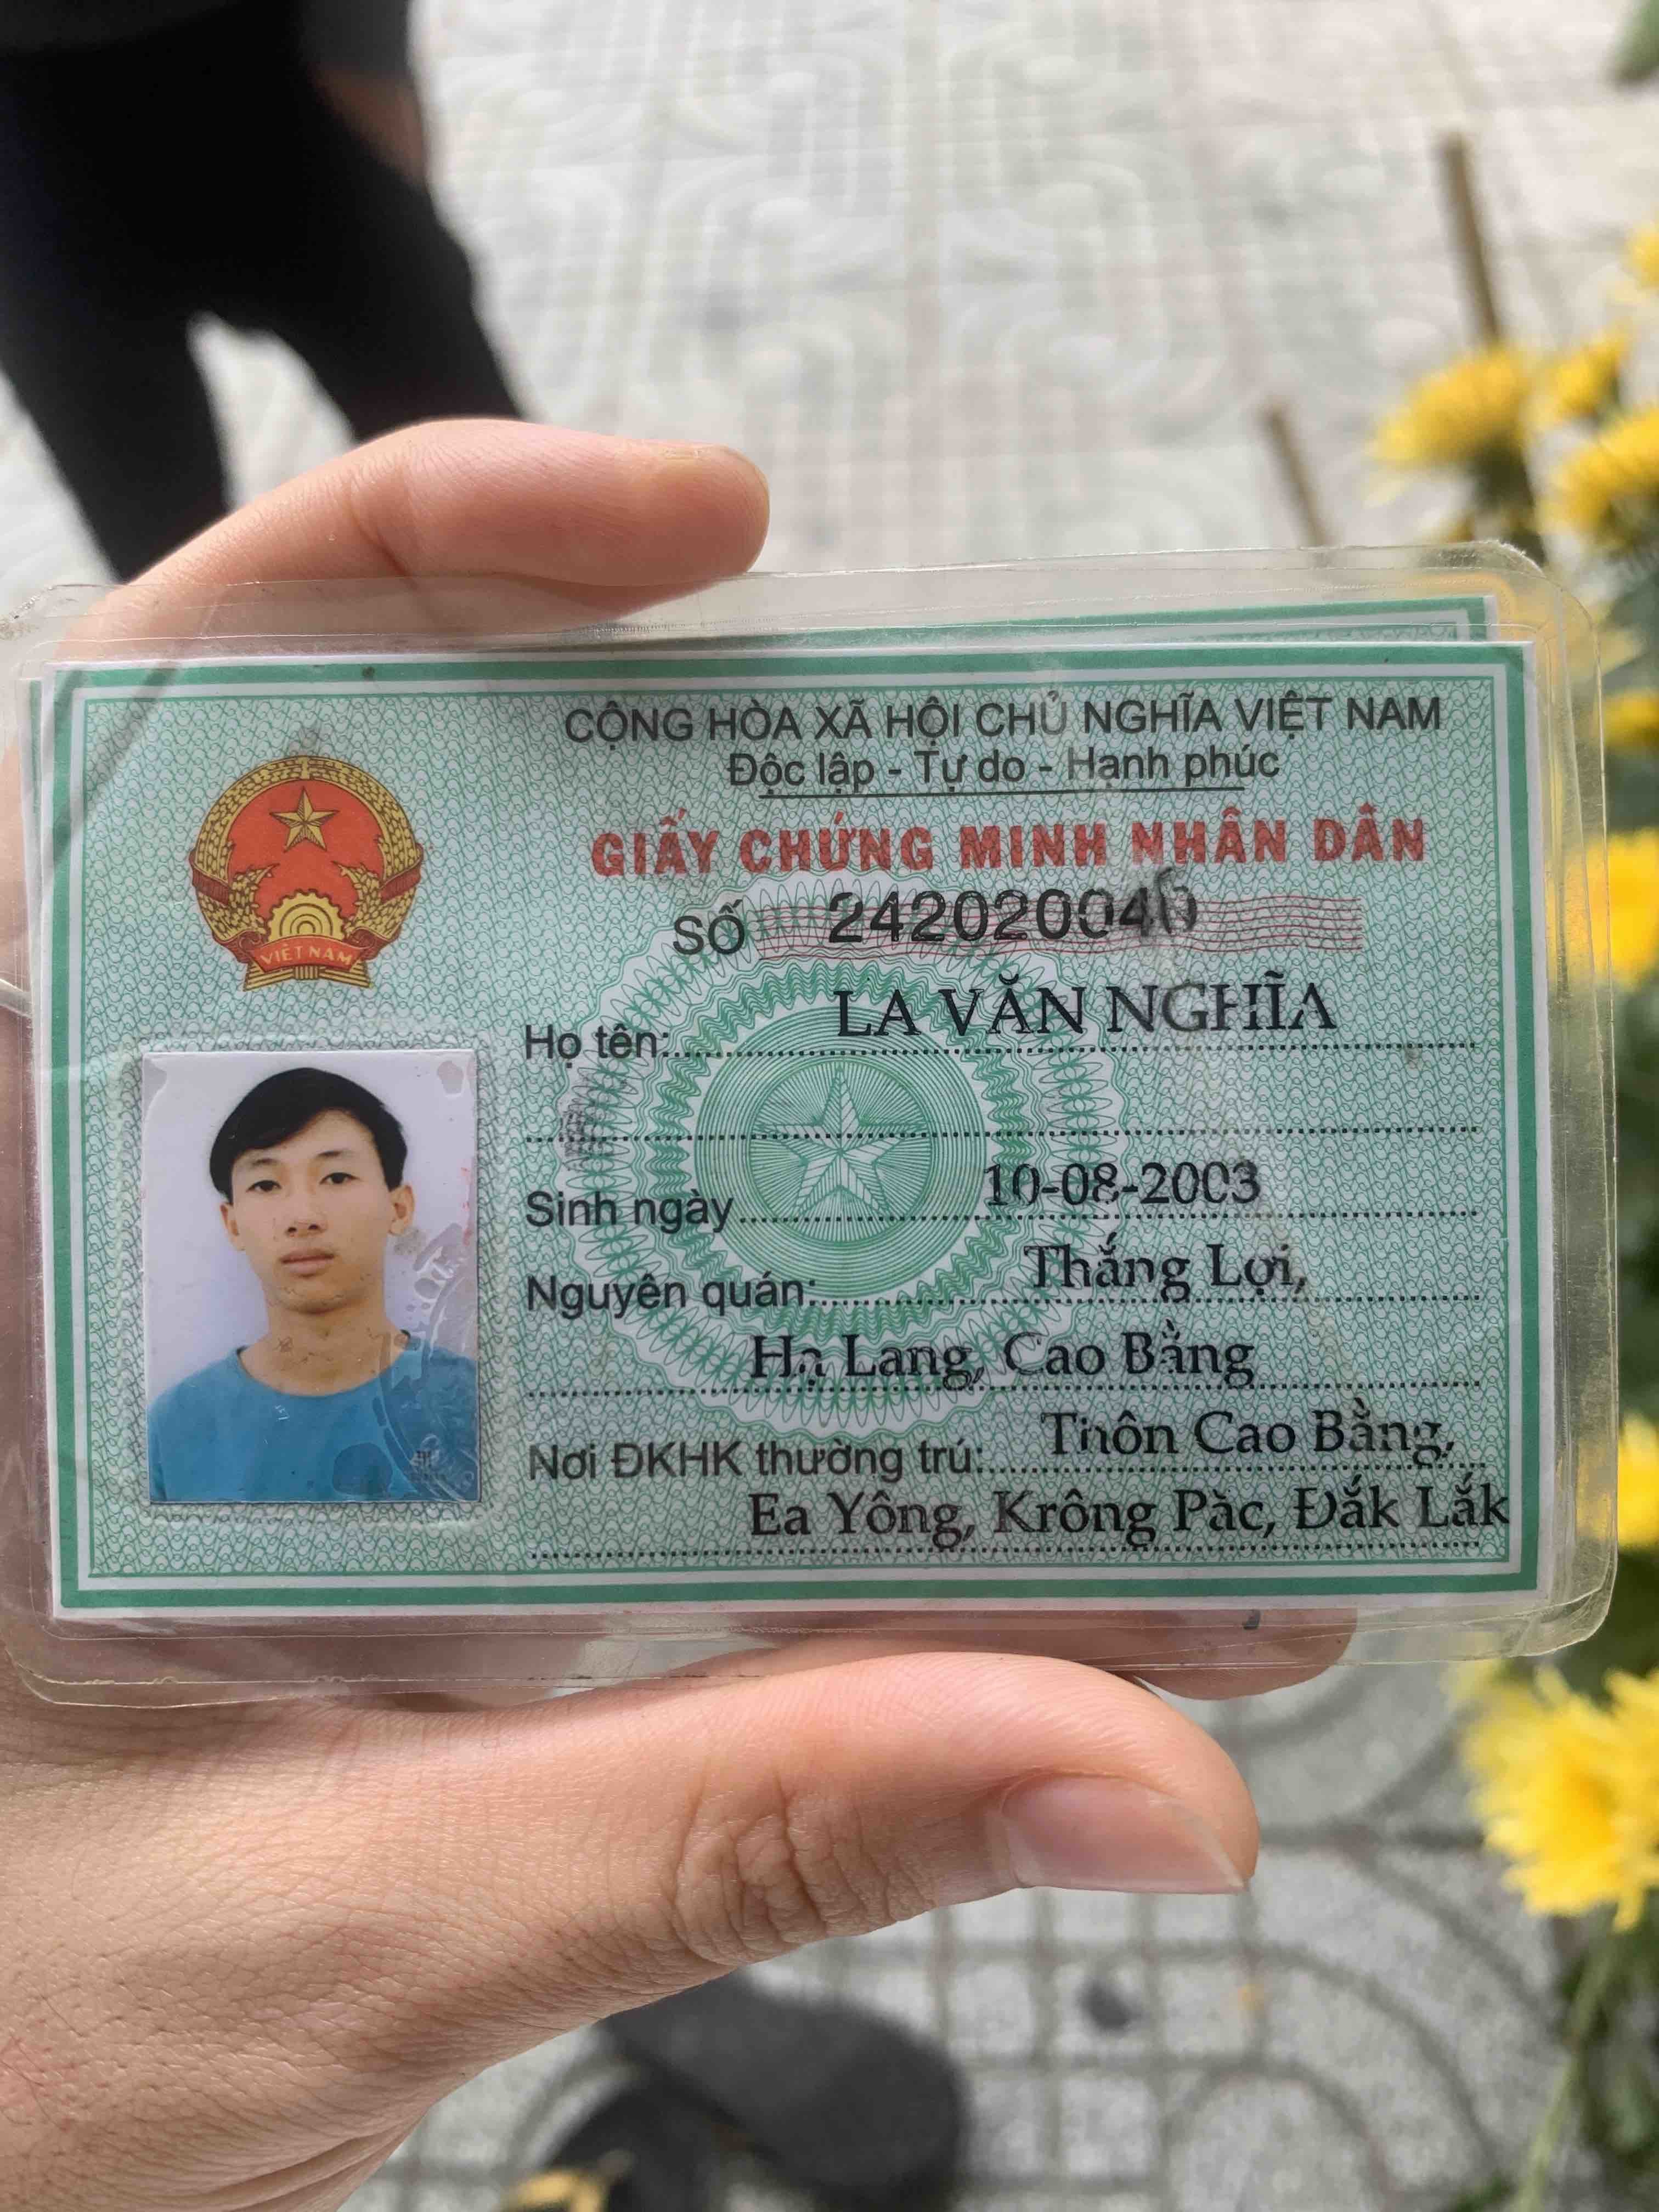 CỘNG HÒA XÃ HỘI CHỦ NGHĨA VIỆT NAM
Độc lập - Tự do - Hạnh phúc
GIẤY CHỨNG MINH NHÂN DÂN
VIỆT NAM
SỐ
Họ tên: LA VĂN NGHĨA
Sinh ngày 10-08-2003
Nguyên quán: Thắng Lợi,
Hạ Lang, Cao Bằng
Nơi ĐKHK thường trú: Thôn Cao Bằng,
Ea Yông, Krông Pắc, Đắk Lắk